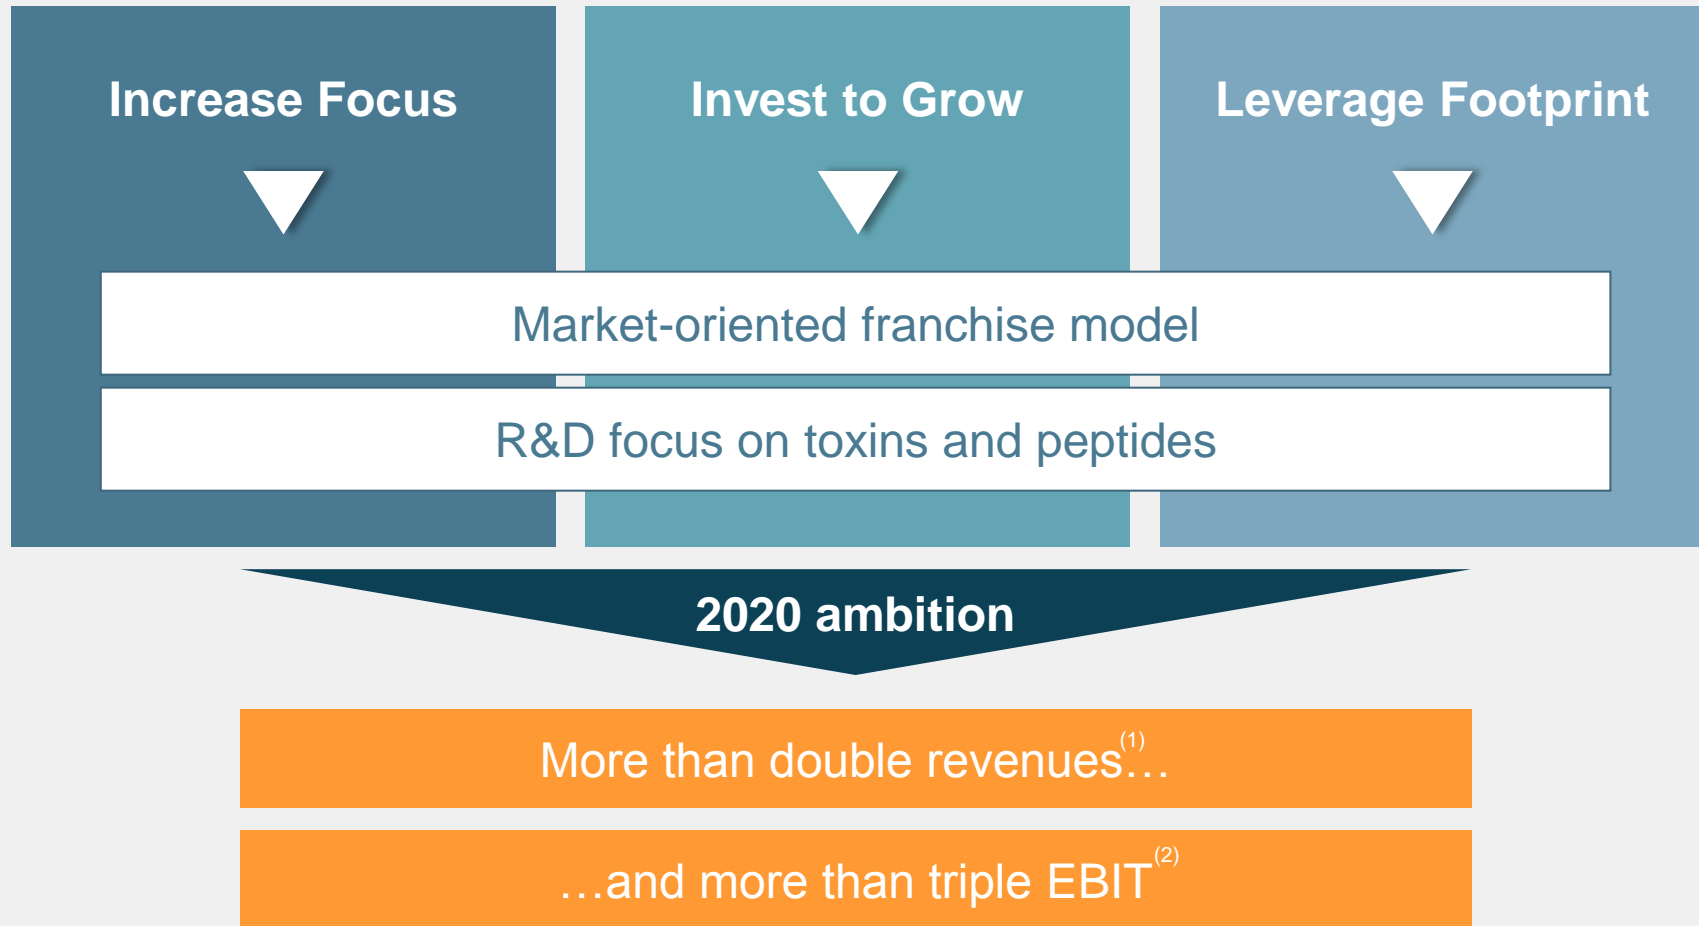 Increase Focus
Invest to Grow
Leverage Footprint
Market-oriented franchise model
R&D focus on toxins and peptides
2020 ambition
More than double revenues(1)…
…and more than triple EBIT(2)